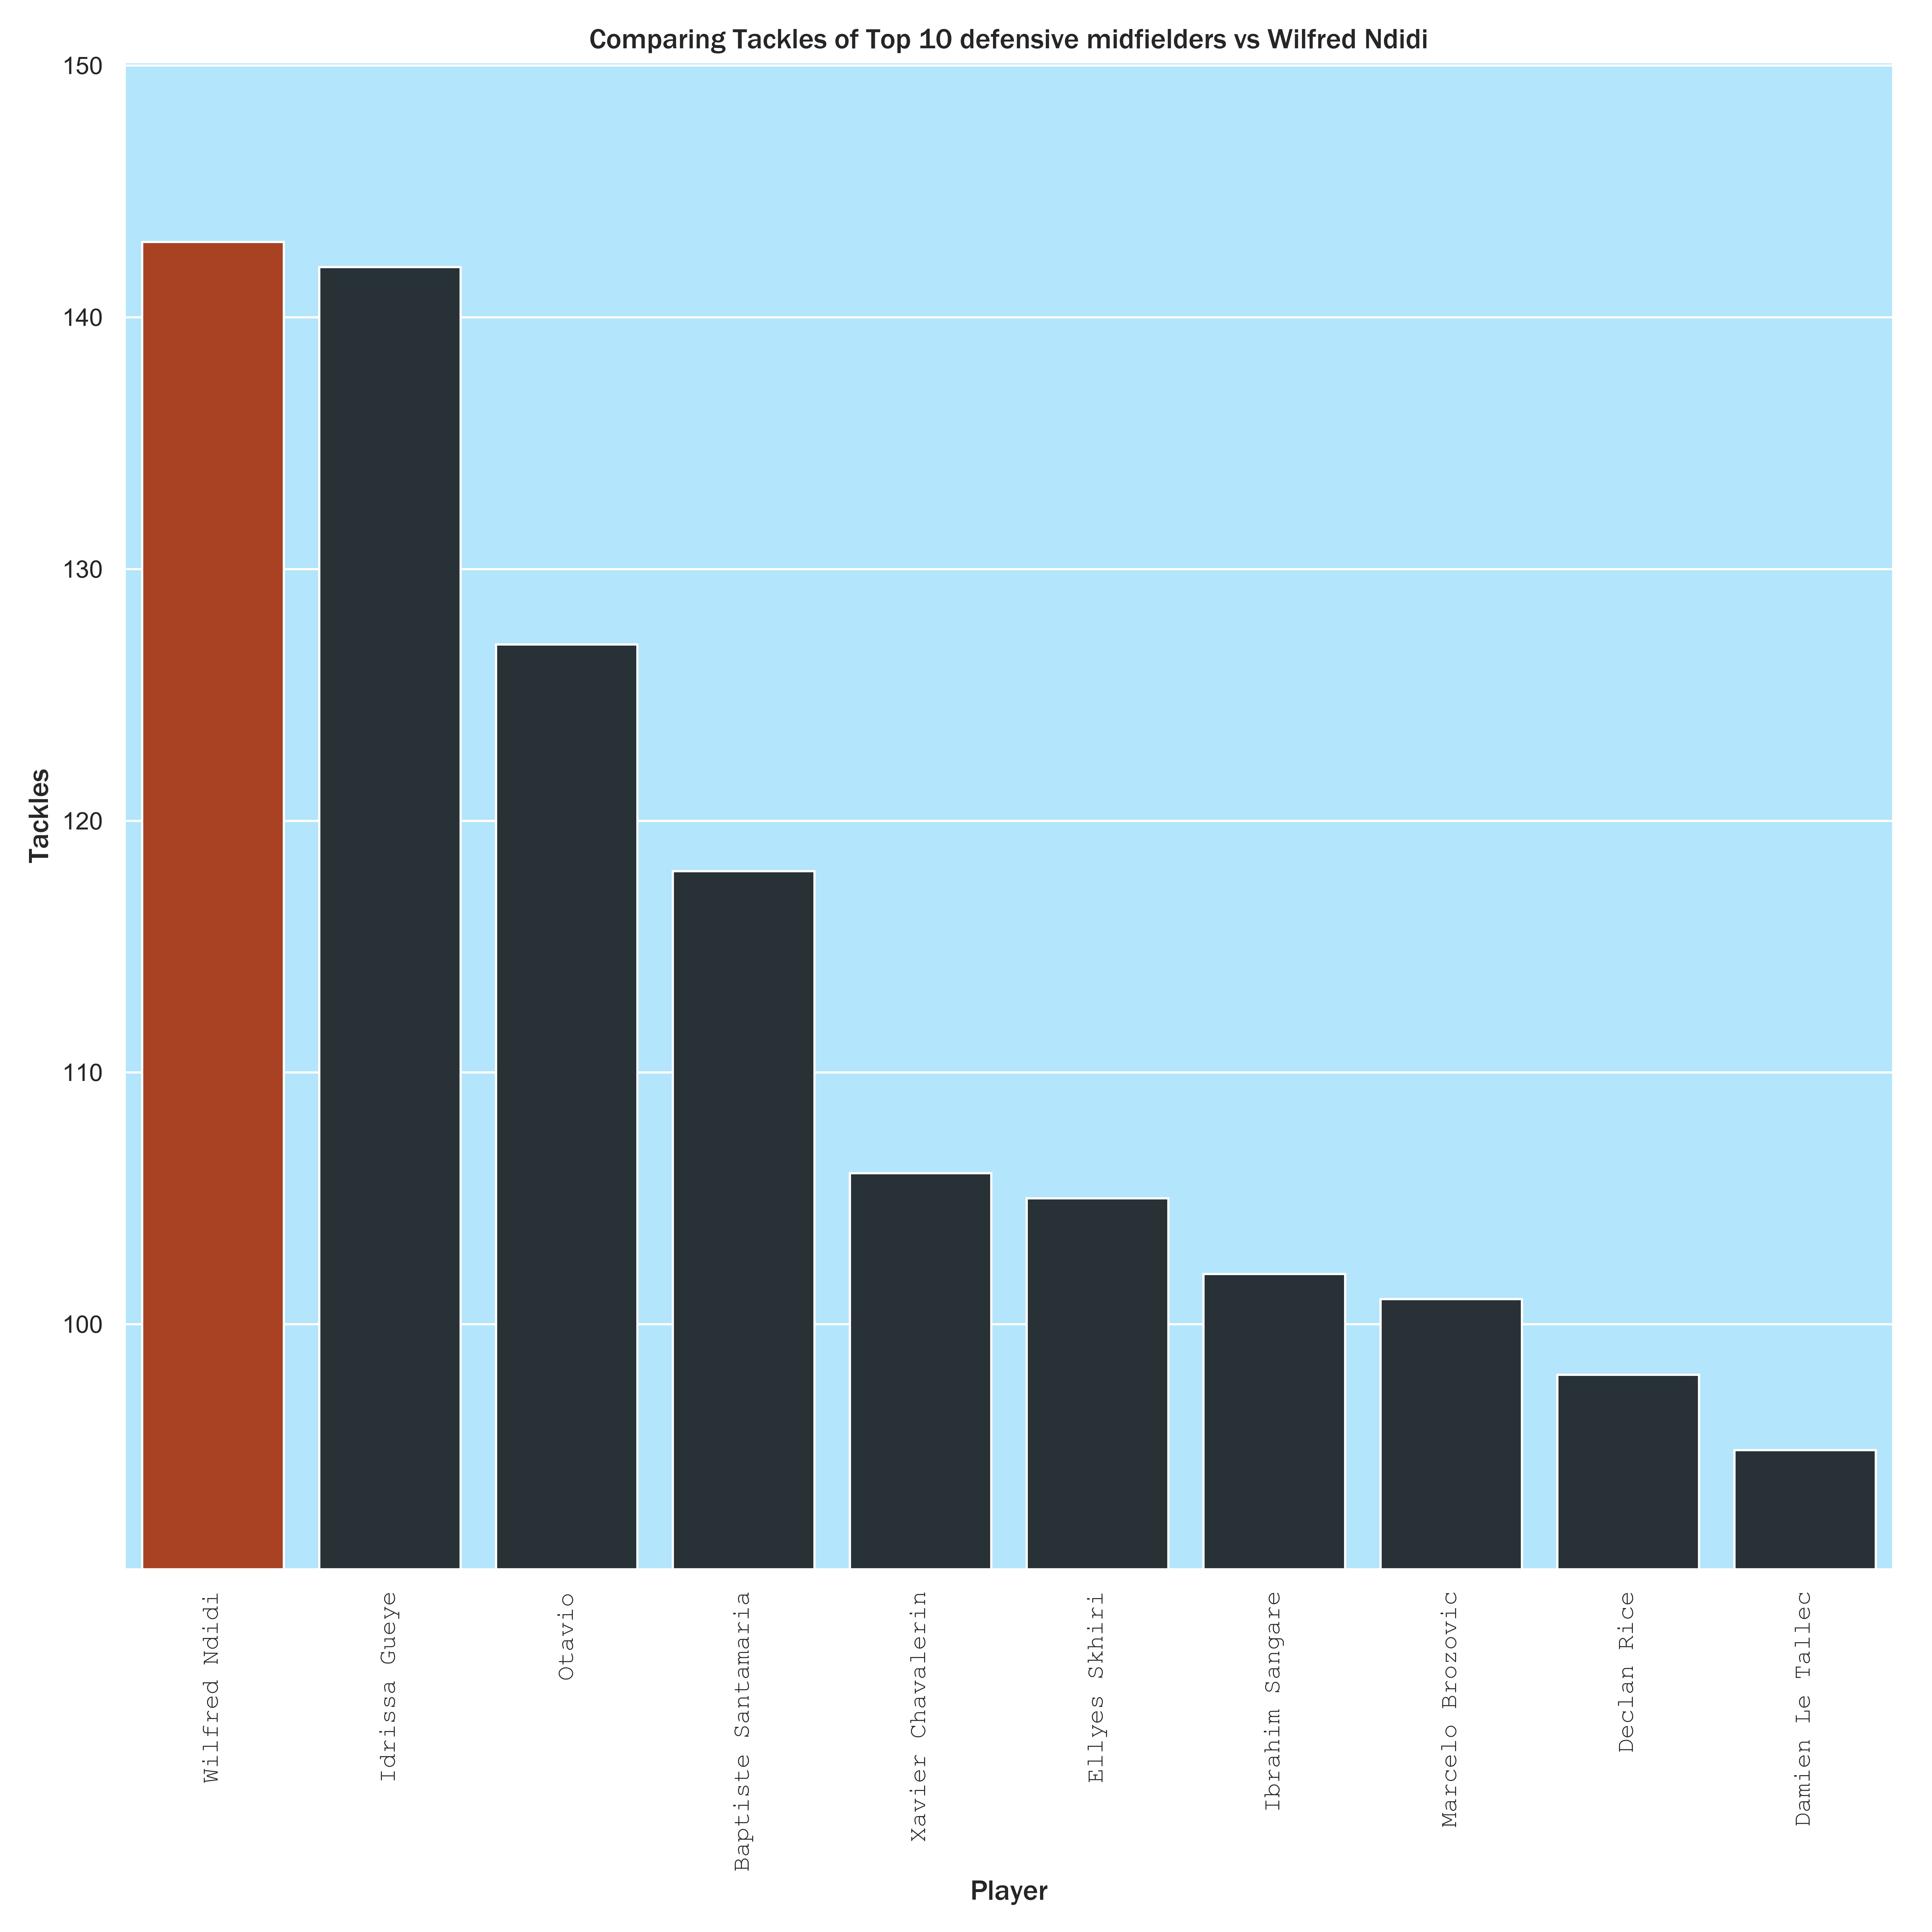 Comparing Tackles of Top 10 defensive midfielders vs Wilfred Ndidi
150
140
130
120
110
100
Tackles
Wilfred Ndidi
Idrissa Gueye
Otavio
Baptiste Santamaria
Xavier Chavalerin
Ellyes Skhiri
Ibrahim Sangare
Marcelo Brozovic
Declan Rice
Damien Le Tallec
Player